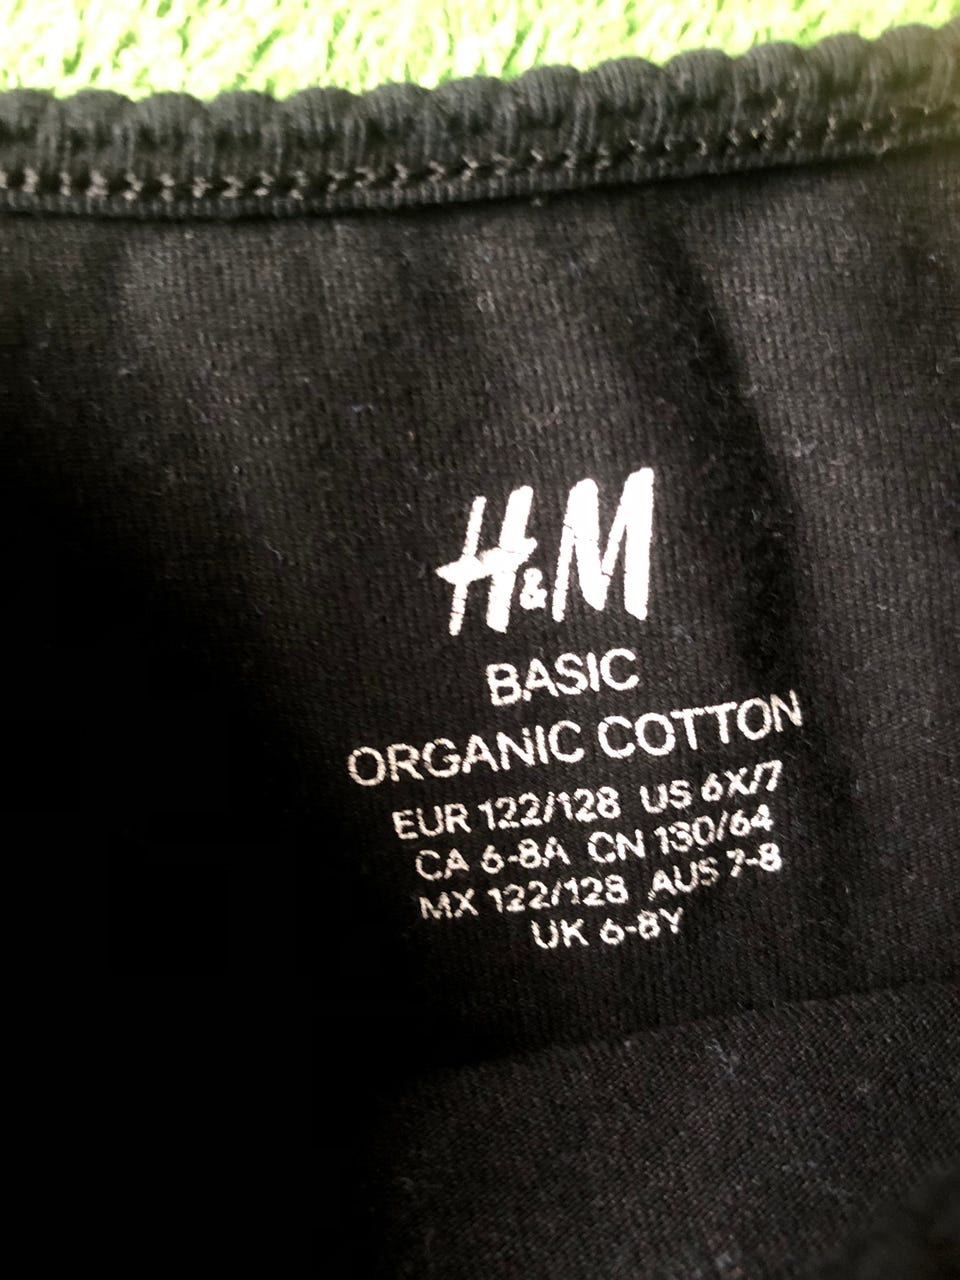 H&M
BASIC
ORGANIC COTTON
EUR 122/128 US 6X/7
CA 6-8A CN 130/64
MX 122/128 AUS 7-8
UK 6-8Y